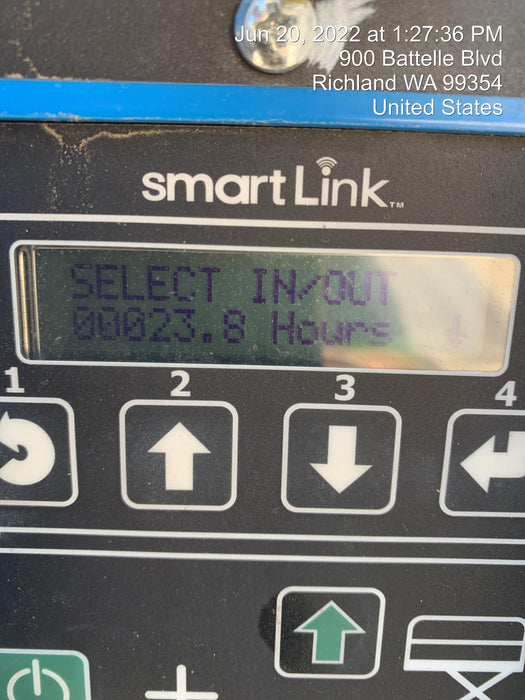 Jun 20, 2022 at 1:27:36 PM
900 Battelle Blvd
Richland WA 99354
United States
smartLink™
SELECT IN/OUT
00023.8 Hours
1 2 3 4